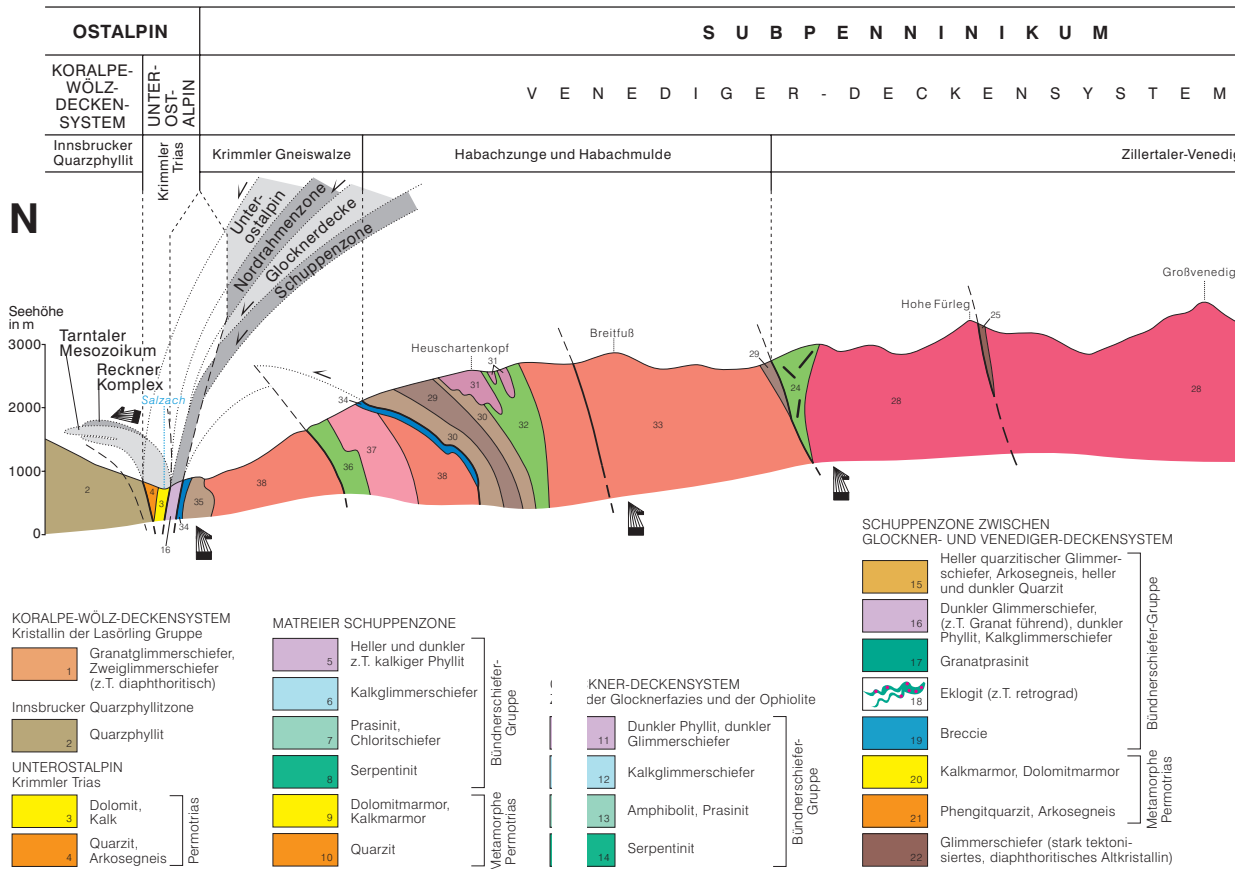 OSTALPIN
S U B P E N N I N I K U M
KORALPE-
WÖLZ-
DECKEN-
SYSTEM
UNTER-
OST-
ALPIN
V E N E D I G E R - D E C K E N S Y S T E M
Innsbrucker
Quarzphyllit
Krimmler
Trias
Krimmler Gneiswalze
Habachzunge und Habachmulde
Zillertaler-Venedig
N
Unter-
ostalpin
Nordrahmenzone
Glocknerdecke
Schuppenzone
Seehöhe
in m
3000
2000
1000
0
Tarntaler
Mesozoikum
Reckner
Komplex
Salzach
Heuschartenkopf
Breitfuß
Hohe Fürleg
Großvenedig
2
4
3
16
34
35
38
36
37
34
38
30
29
30
31
31
32
33
29
24
28
25
28
KORALPE-WÖLZ-DECKENSYSTEM
Kristallin der Lasörling Gruppe
1
Granatglimmerschiefer,
Zweiglimmerschiefer
(z.T. diaphthoritisch)
Innsbrucker Quarzphyllitzone
2
Quarzphyllit
UNTEROSTALPIN
Krimmler Trias
3
Dolomit,
Kalk
4
Quarzit,
Arkosegneis
Permotrias
MATREIER SCHUPPENZONE
5
Heller und dunkler
z.T. kalkiger Phyllit
6
Kalkglimmerschiefer
7
Prasinit,
Chloritschiefer
8
Serpentinit
Bündnerschiefer-
Gruppe
9
Dolomitmarmor,
Kalkmarmor
10
Quarzit
Metamorphe
Permotrias
KNER-DECKENSYSTEM
der Glocknerfazies und der Ophiolite
11
Dunkler Phyllit, dunkler
Glimmerschiefer
12
Kalkglimmerschiefer
13
Amphibolit, Prasinit
14
Serpentinit
Bündnerschiefer-
Gruppe
SCHUPPENZONE ZWISCHEN
GLOCKNER- UND VENEDIGER-DECKENSYSTEM
15
Heller quarzitischer Glimmer-
schiefer, Arkosegneis, heller
und dunkler Quarzit
16
Dunkler Glimmerschiefer,
(z.T. Granat führend), dunkler
Phyllit, Kalkglimmerschiefer
17
Granatprasinit
18
Eklogit (z.T. retrograd)
19
Breccie
Bündnerschiefer-Gruppe
20
Kalkmarmor, Dolomitmarmor
21
Phengitquarzit, Arkosegneis
Metamorphe
Permotrias
22
Glimmerschiefer (stark tektoni-
siertes, diaphthoritisches Altkristallin)